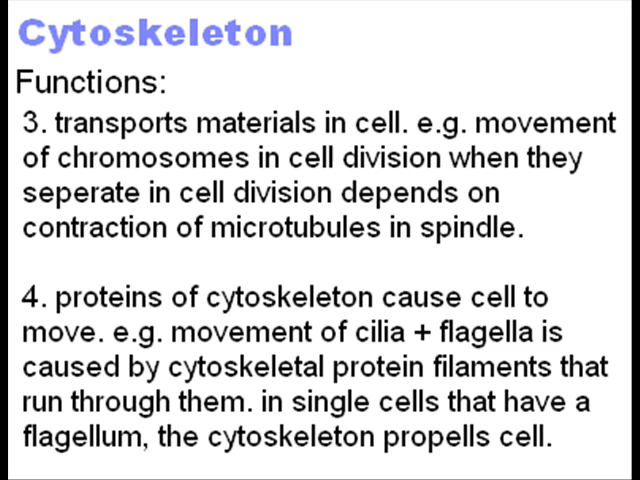 Cytoskeleton
Functions:
3. transports materials in cell. e.g. movement
of chromosomes in cell division when they
seperate in cell division depends on
contraction of microtubules in spindle.
4. proteins of cytoskeleton cause cell to
move. e.g. movement of cilia + flagella is
caused by cytoskeletal protein filaments that
run through them. in single cells that have a
flagellum, the cytoskeleton propells cell.